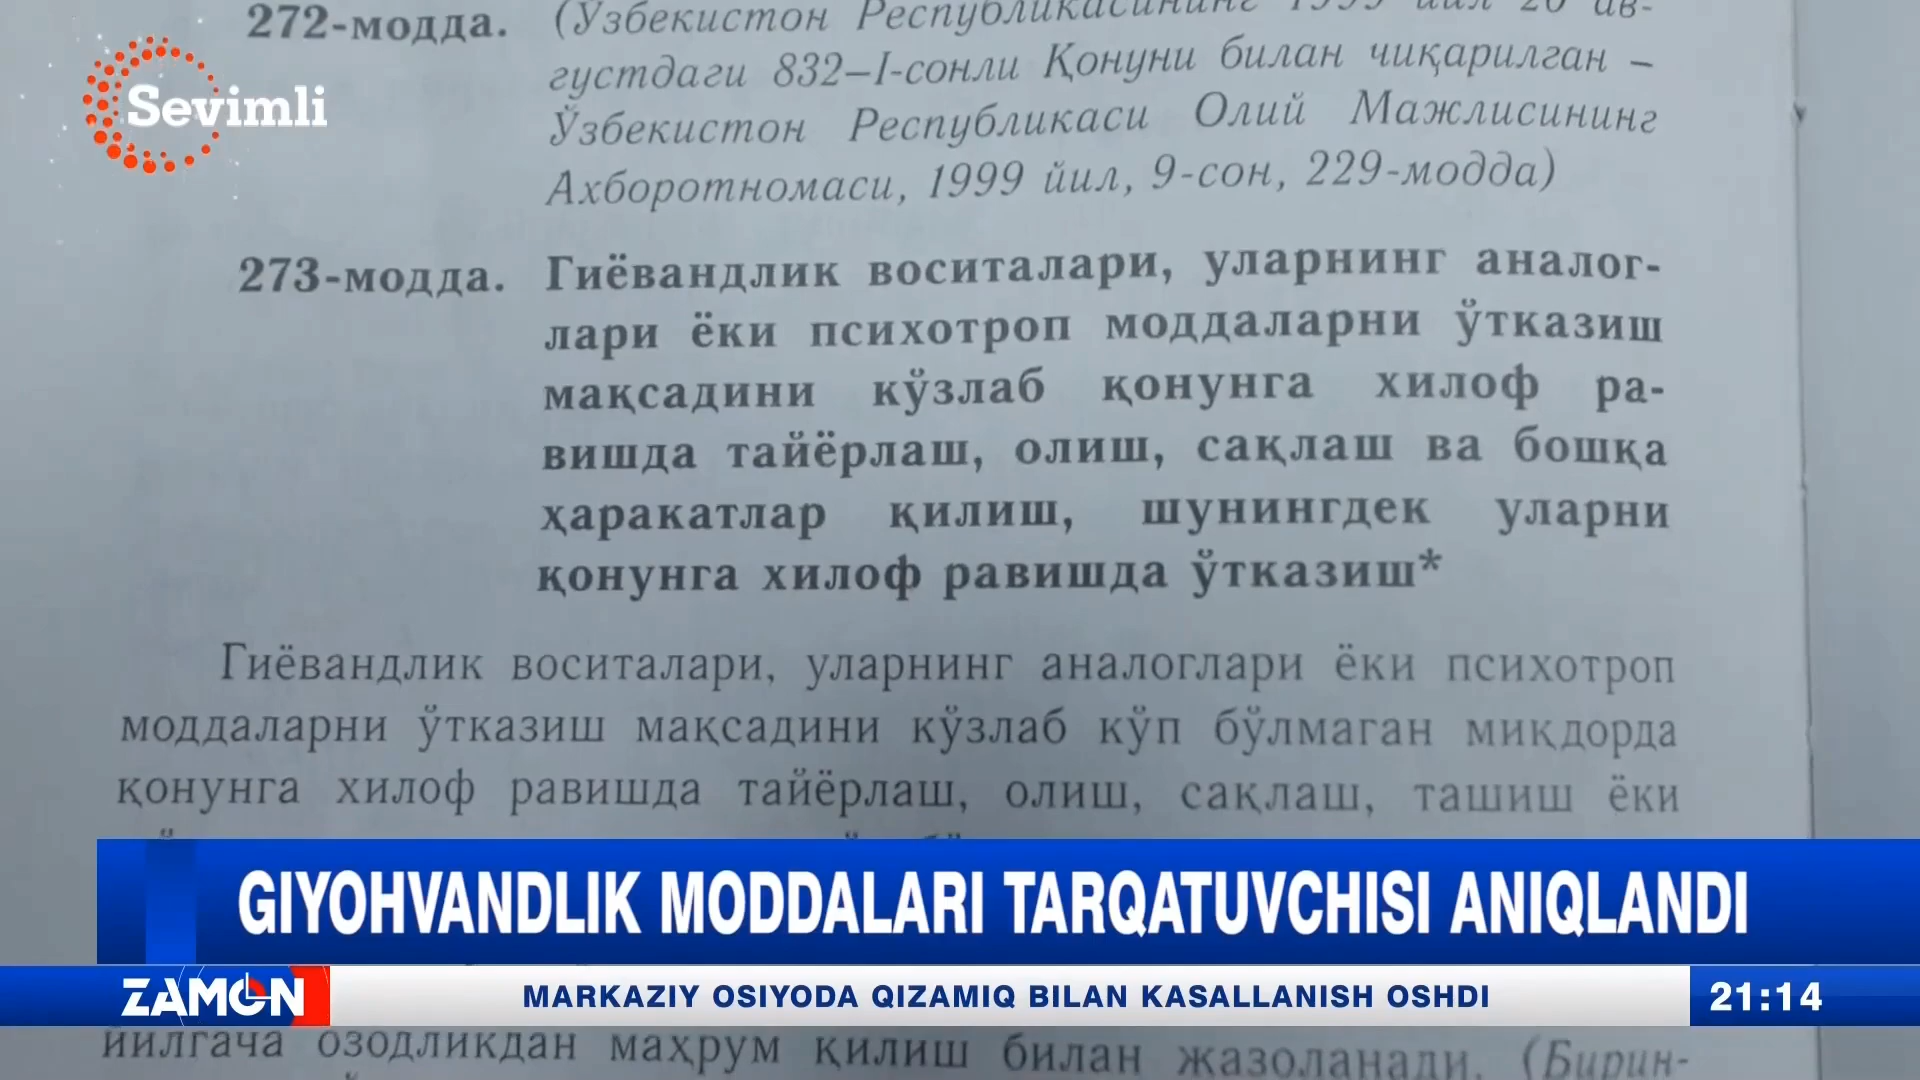 272-модда. (Ўзбекистон Республикасининг 1999 йил 20 ав-
густдаги 832–I-сонли Қонуни билан чиқарилган –
Ўзбекистон Республикаси Олий Мажлисининг
Ахборотномаси, 1999 йил, 9-сон, 229-модда)
Sevimli
273-модда. Гиёвандлик воситалари, уларнинг аналог-
лари ёки психотроп моддаларни ўтказиш
мақсадини кўзлаб қонунга хилоф ра-
вишда тайёрлаш, олиш, сақлаш ва бошқа
ҳаракатлар қилиш, шунингдек уларни
қонунга хилоф равишда ўтказиш*
Гиёвандлик воситалари, уларнинг аналоглари ёки психотроп
моддаларни ўтказиш мақсадини кўзлаб кўп бўлмаган миқдорда
қонунга хилоф равишда тайёрлаш, олиш, сақлаш, ташиш ёки
GIYOHVANDLIK MODDALARI TARQATUVCHISI ANIQLANDI
ZAMON MARKAZIY OSIYODA QIZAMIQ BILAN KASALLANISH OSHDI 21:14
йилгача озодликдан маҳрум қилиш билан жазоланади. (Бирин-